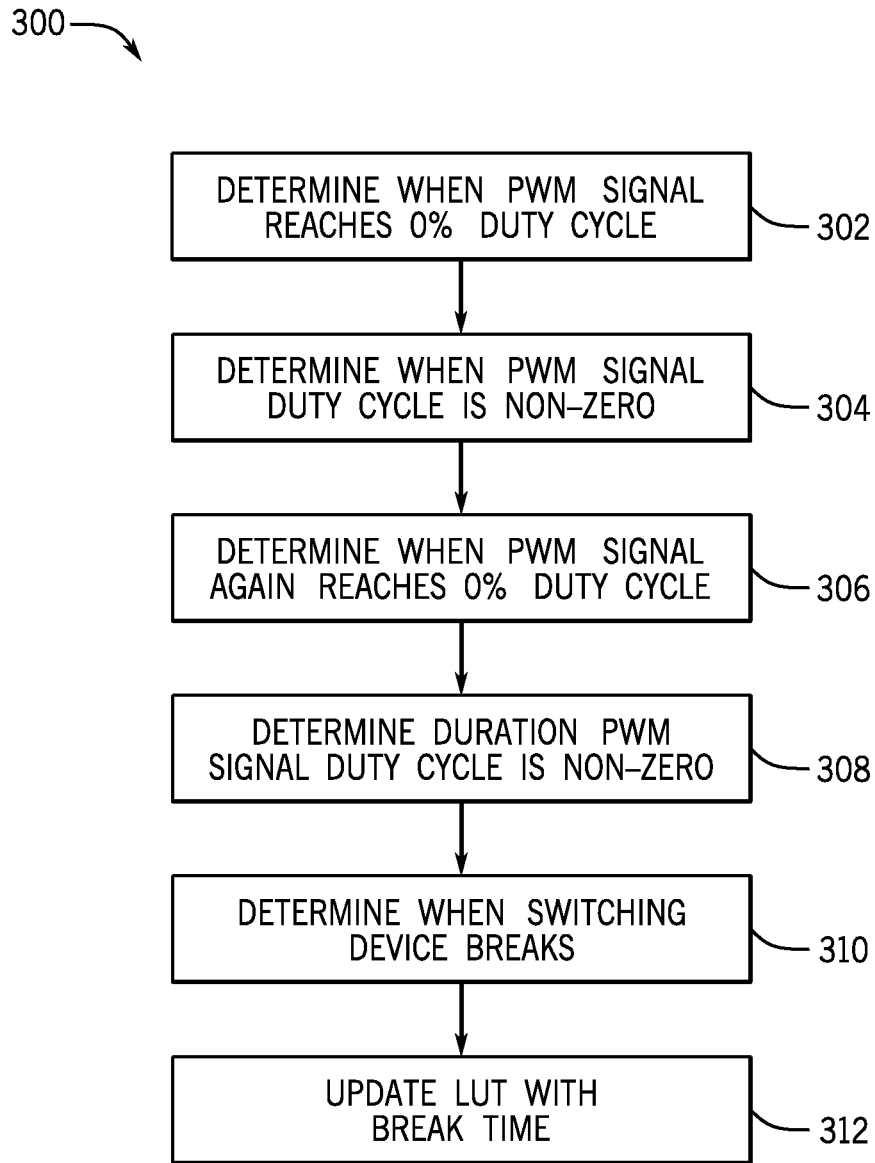 300
DETERMINE WHEN PWM SIGNAL
REACHES 0% DUTY CYCLE
302
DETERMINE WHEN PWM SIGNAL
DUTY CYCLE IS NON–ZERO
304
DETERMINE WHEN PWM SIGNAL
AGAIN REACHES 0% DUTY CYCLE
306
DETERMINE DURATION PWM
SIGNAL DUTY CYCLE IS NON–ZERO
308
DETERMINE WHEN SWITCHING
DEVICE BREAKS
310
UPDATE LUT WITH
BREAK TIME
312